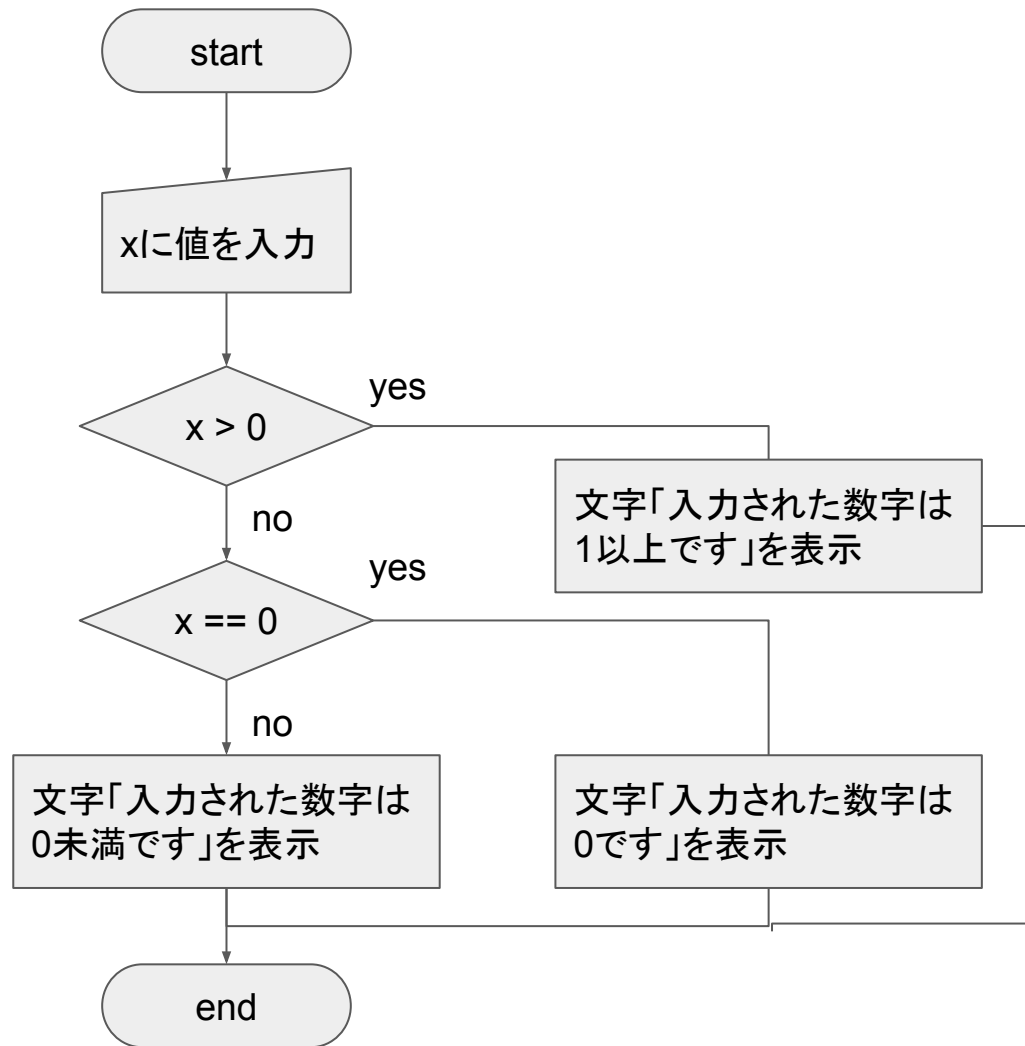 start
xに値を入力
x > 0
yes
文字「入力された数字は
1以上です」を表示
no
x == 0
yes
no
文字「入力された数字は
0未満です」を表示
文字「入力された数字は
0です」を表示
end